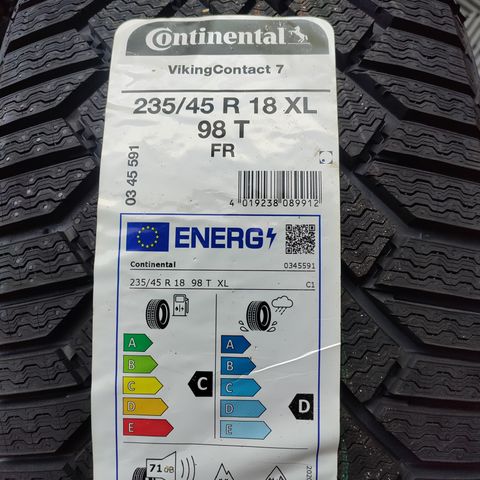 Continental
VikingContact 7
235/45 R 18 XL
98 T
FR
03 45 591
4 019238 089912
ENERG
Continental 0345591
235/45 R 18 98 T XL C1
A A
B B
C C C
D D D
E E
71 dB